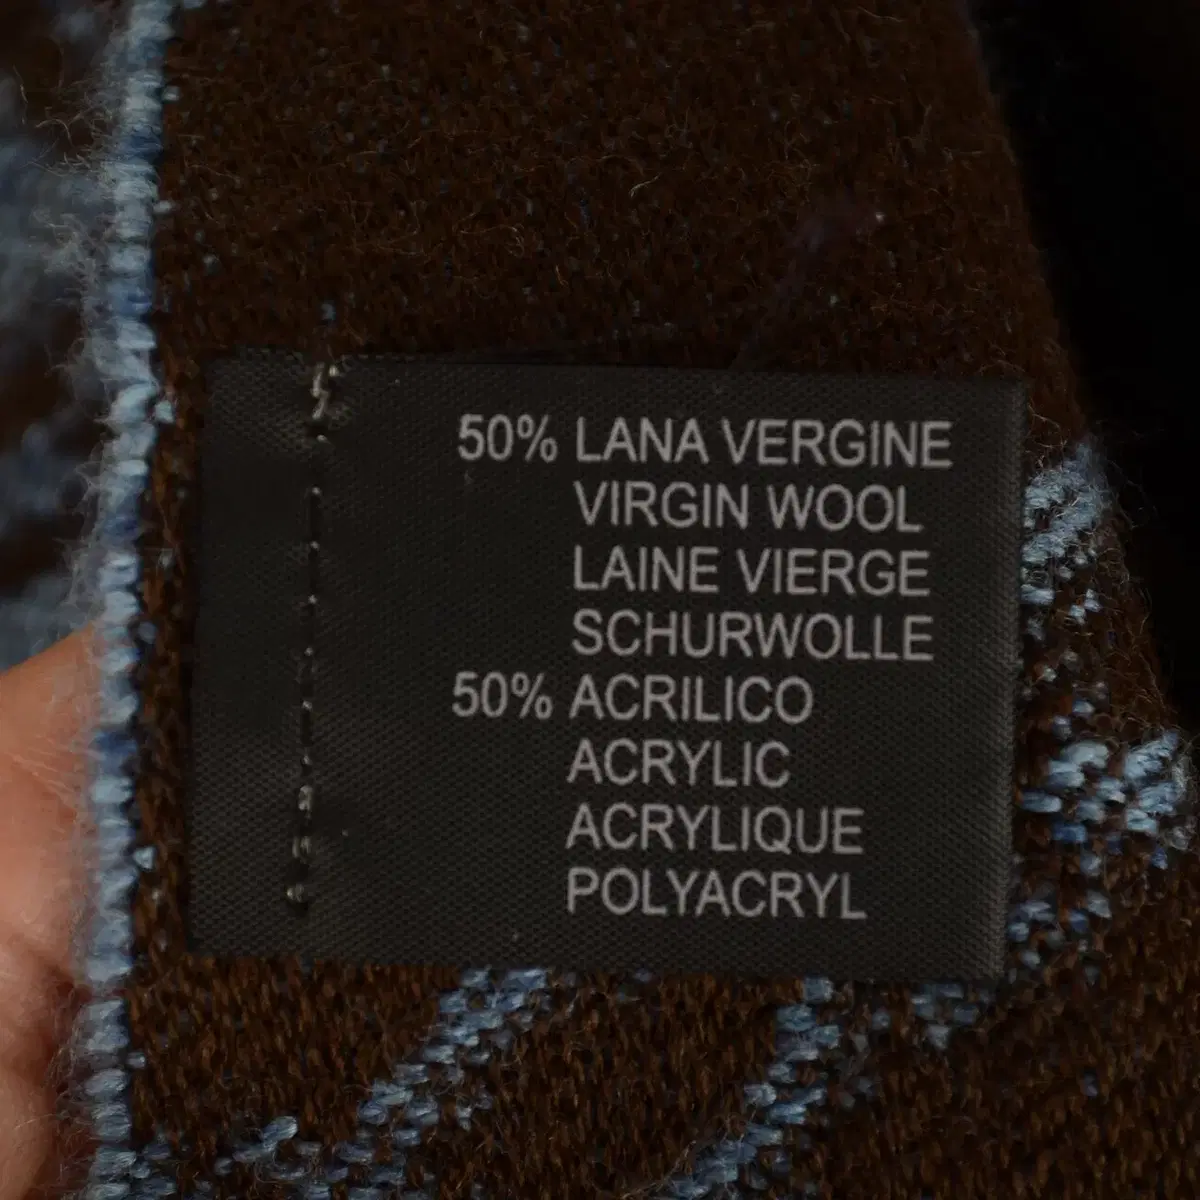 50% LANA VERGINE
VIRGIN WOOL
LAINE VIERGE
SCHURWOLLE
50% ACRILICO
ACRYLIC
ACRYLIQUE
POLYACRYL